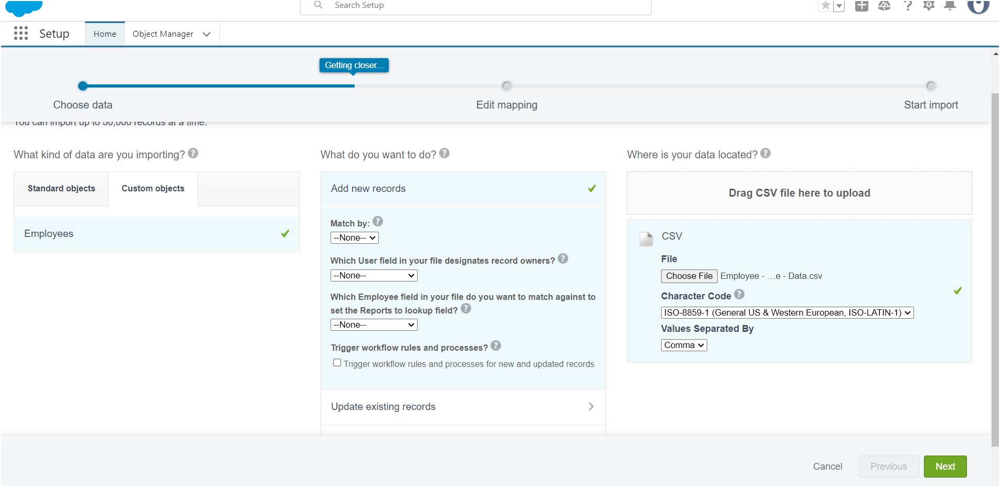 Search Setup
Setup
Home
Object Manager
Getting closer...
Choose data
Edit mapping
Start import
You can import up to 50,000 records at a time.
What kind of data are you importing? ?
Standard objects
Custom objects
Employees
What do you want to do? ?
Add new records
Match by: ?
--None--
Which User field in your file designates record owners? ?
--None--
Which Employee field in your file do you want to match against to
set the Reports to lookup field? ?
--None--
Trigger workflow rules and processes? ?
Trigger workflow rules and processes for new and updated records
Update existing records
Where is your data located? ?
Drag CSV file here to upload
CSV
File
Choose File Employee - ...e - Data.csv
Character Code ?
ISO-8859-1 (General US & Western European, ISO-LATIN-1)
Values Separated By
Comma
Cancel
Previous
Next